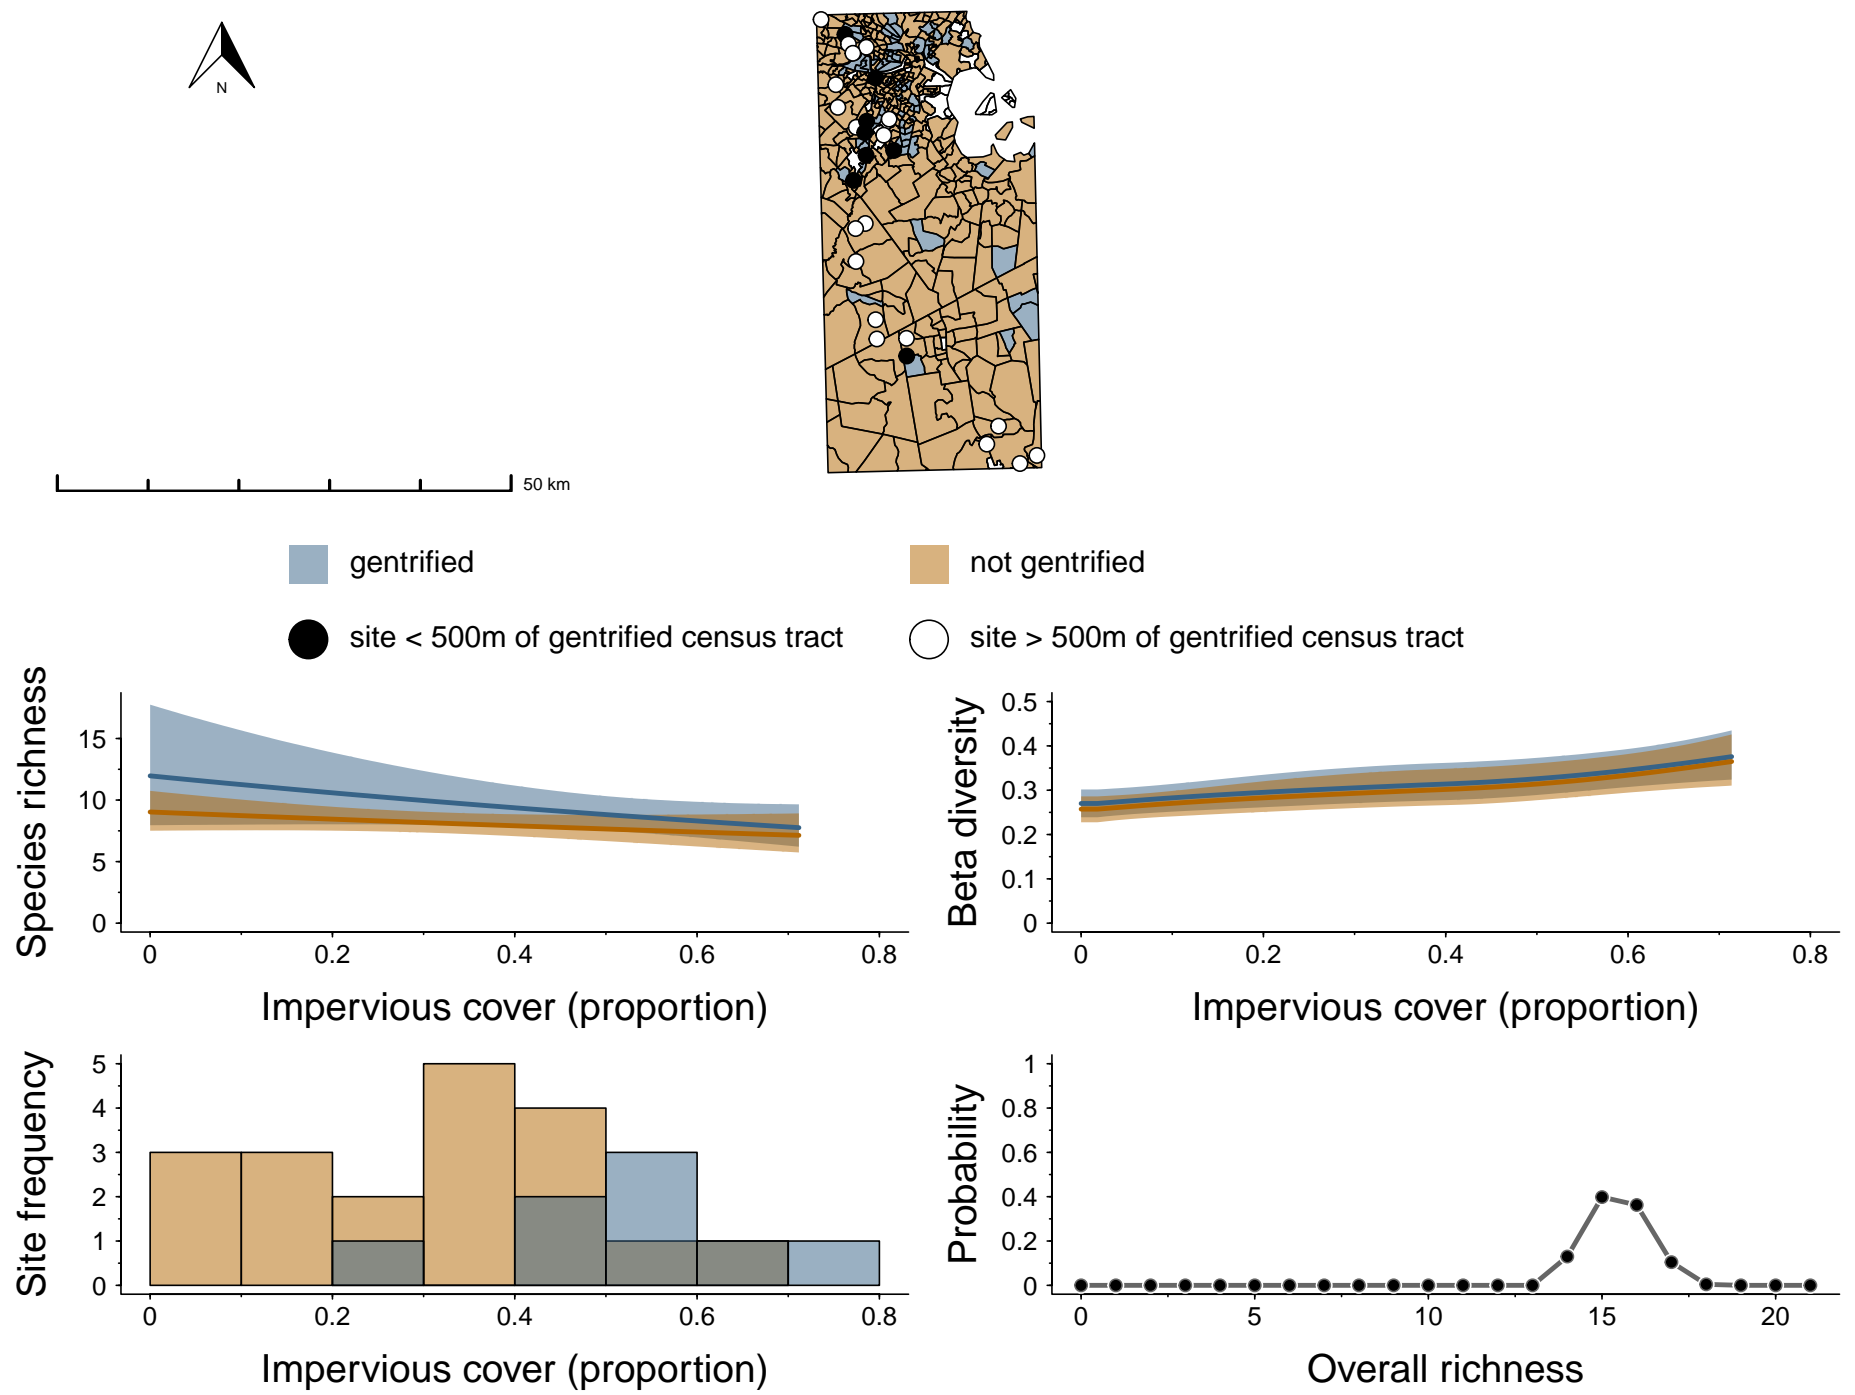 N
50 km
gentrified
not gentrified
site < 500m of gentrified census tract
site > 500m of gentrified census tract
Species richness
15
10
5
0
0 0.2 0.4 0.6 0.8
Impervious cover (proportion)
Beta diversity
0.5
0.4
0.3
0.2
0.1
0
0 0.2 0.4 0.6 0.8
Impervious cover (proportion)
Site frequency
5
4
3
2
1
0
0 0.2 0.4 0.6 0.8
Impervious cover (proportion)
Probability
1
0.8
0.6
0.4
0.2
0
0 5 10 15 20
Overall richness